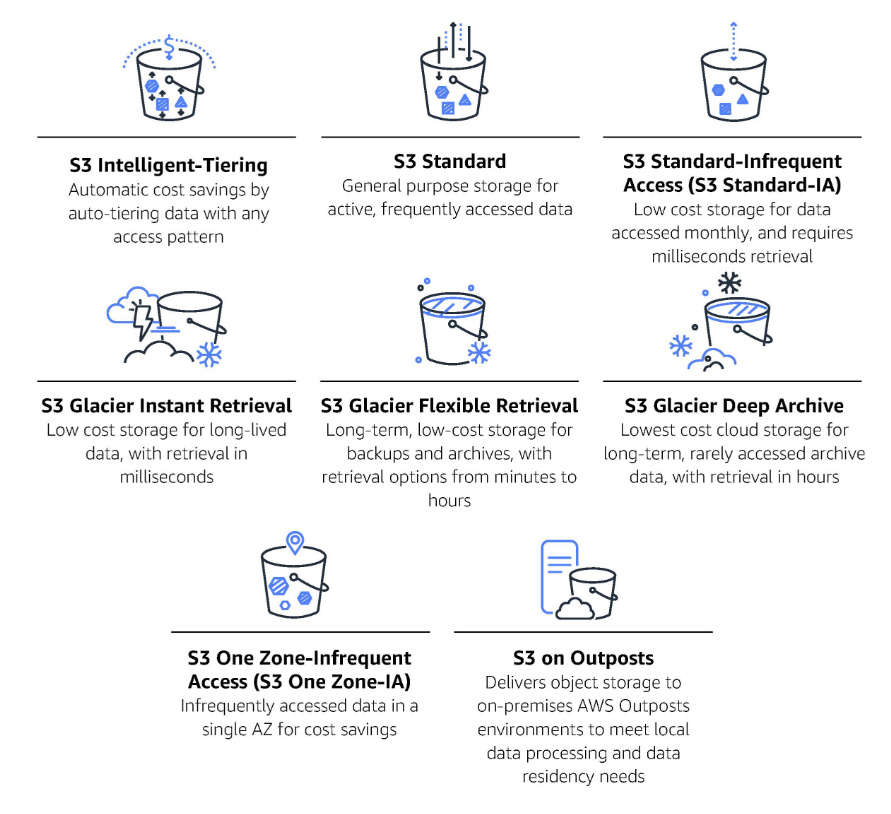 $
S3 Intelligent-Tiering
Automatic cost savings by
auto-tiering data with any
access pattern
S3 Standard
General purpose storage for
active, frequently accessed data
S3 Standard-Infrequent
Access (S3 Standard-IA)
Low cost storage for data
accessed monthly, and requires
milliseconds retrieval
S3 Glacier Instant Retrieval
Low cost storage for long-lived
data, with retrieval in
milliseconds
S3 Glacier Flexible Retrieval
Long-term, low-cost storage for
backups and archives, with
retrieval options from minutes to
hours
S3 Glacier Deep Archive
Lowest cost cloud storage for
long-term, rarely accessed archive
data, with retrieval in hours
S3 One Zone-Infrequent
Access (S3 One Zone-IA)
Infrequently accessed data in a
single AZ for cost savings
S3 on Outposts
Delivers object storage to
on-premises AWS Outposts
environments to meet local
data processing and data
residency needs